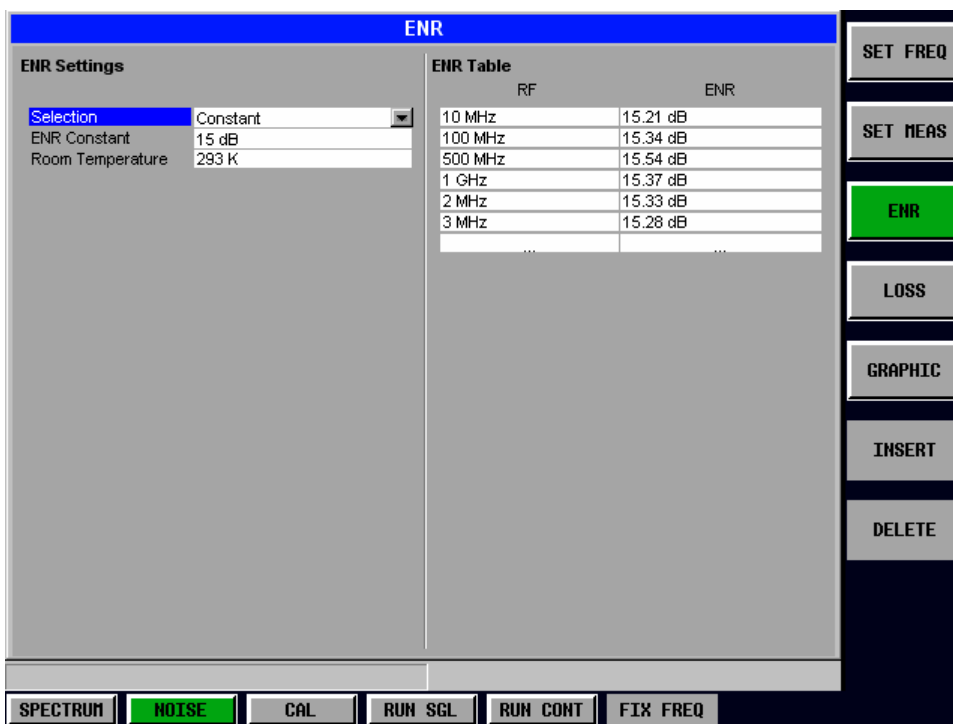 ENR
ENR Settings
Selection Constant
ENR Constant 15 dB
Room Temperature 293 K
ENR Table
RF ENR
10 MHz 15.21 dB
100 MHz 15.34 dB
500 MHz 15.54 dB
1 GHz 15.37 dB
2 MHz 15.33 dB
3 MHz 15.28 dB
... ...
SET FREQ
SET MEAS
ENR
LOSS
GRAPHIC
INSERT
DELETE
SPECTRUM NOISE CAL RUN SGL RUN CONT FIX FREQ